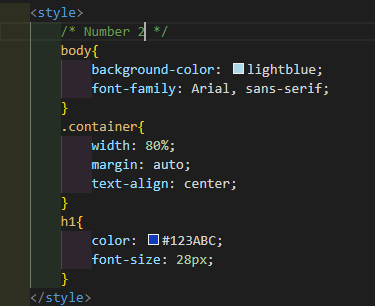 <style>
/* Number 2 */
body{
background-color: lightblue;
font-family: Arial, sans-serif;
}
.container{
width: 80%;
margin: auto;
text-align: center;
}
h1{
color: #123ABC;
font-size: 28px;
}
</style>